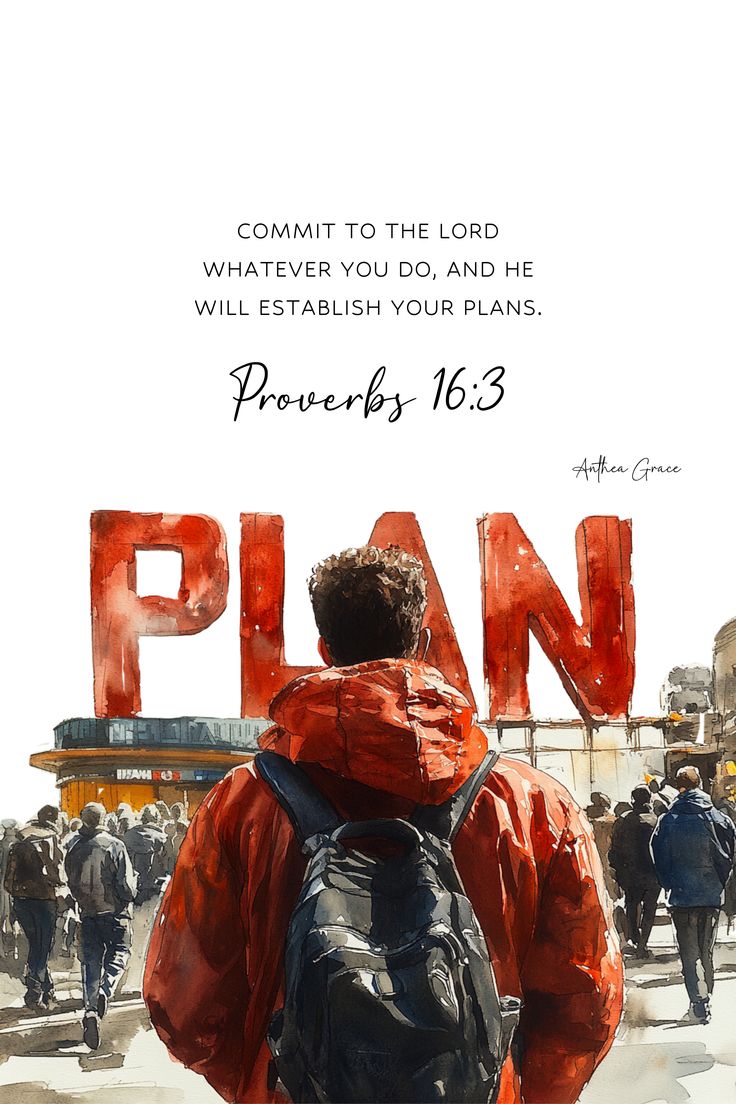 COMMIT TO THE LORD
WHATEVER YOU DO, AND HE
WILL ESTABLISH YOUR PLANS.
Proverbs 16:3
Anthea Grace
PLAN